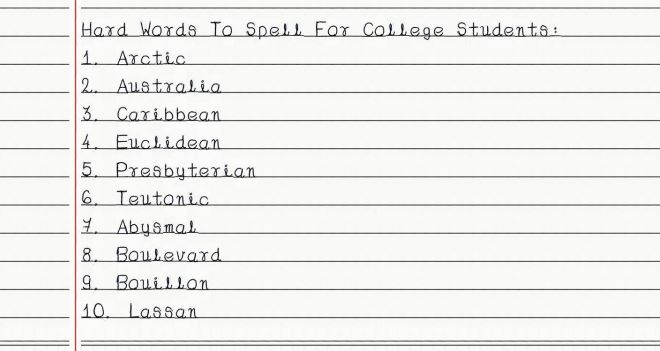 Hard Words To Spell For College Students:
1. Arctic
2. Australia
3. Caribbean
4. Euclidean
5. Presbyterian
6. Teutonic
7. Abysmal
8. Boulevard
9. Bouillon
10. Lassan